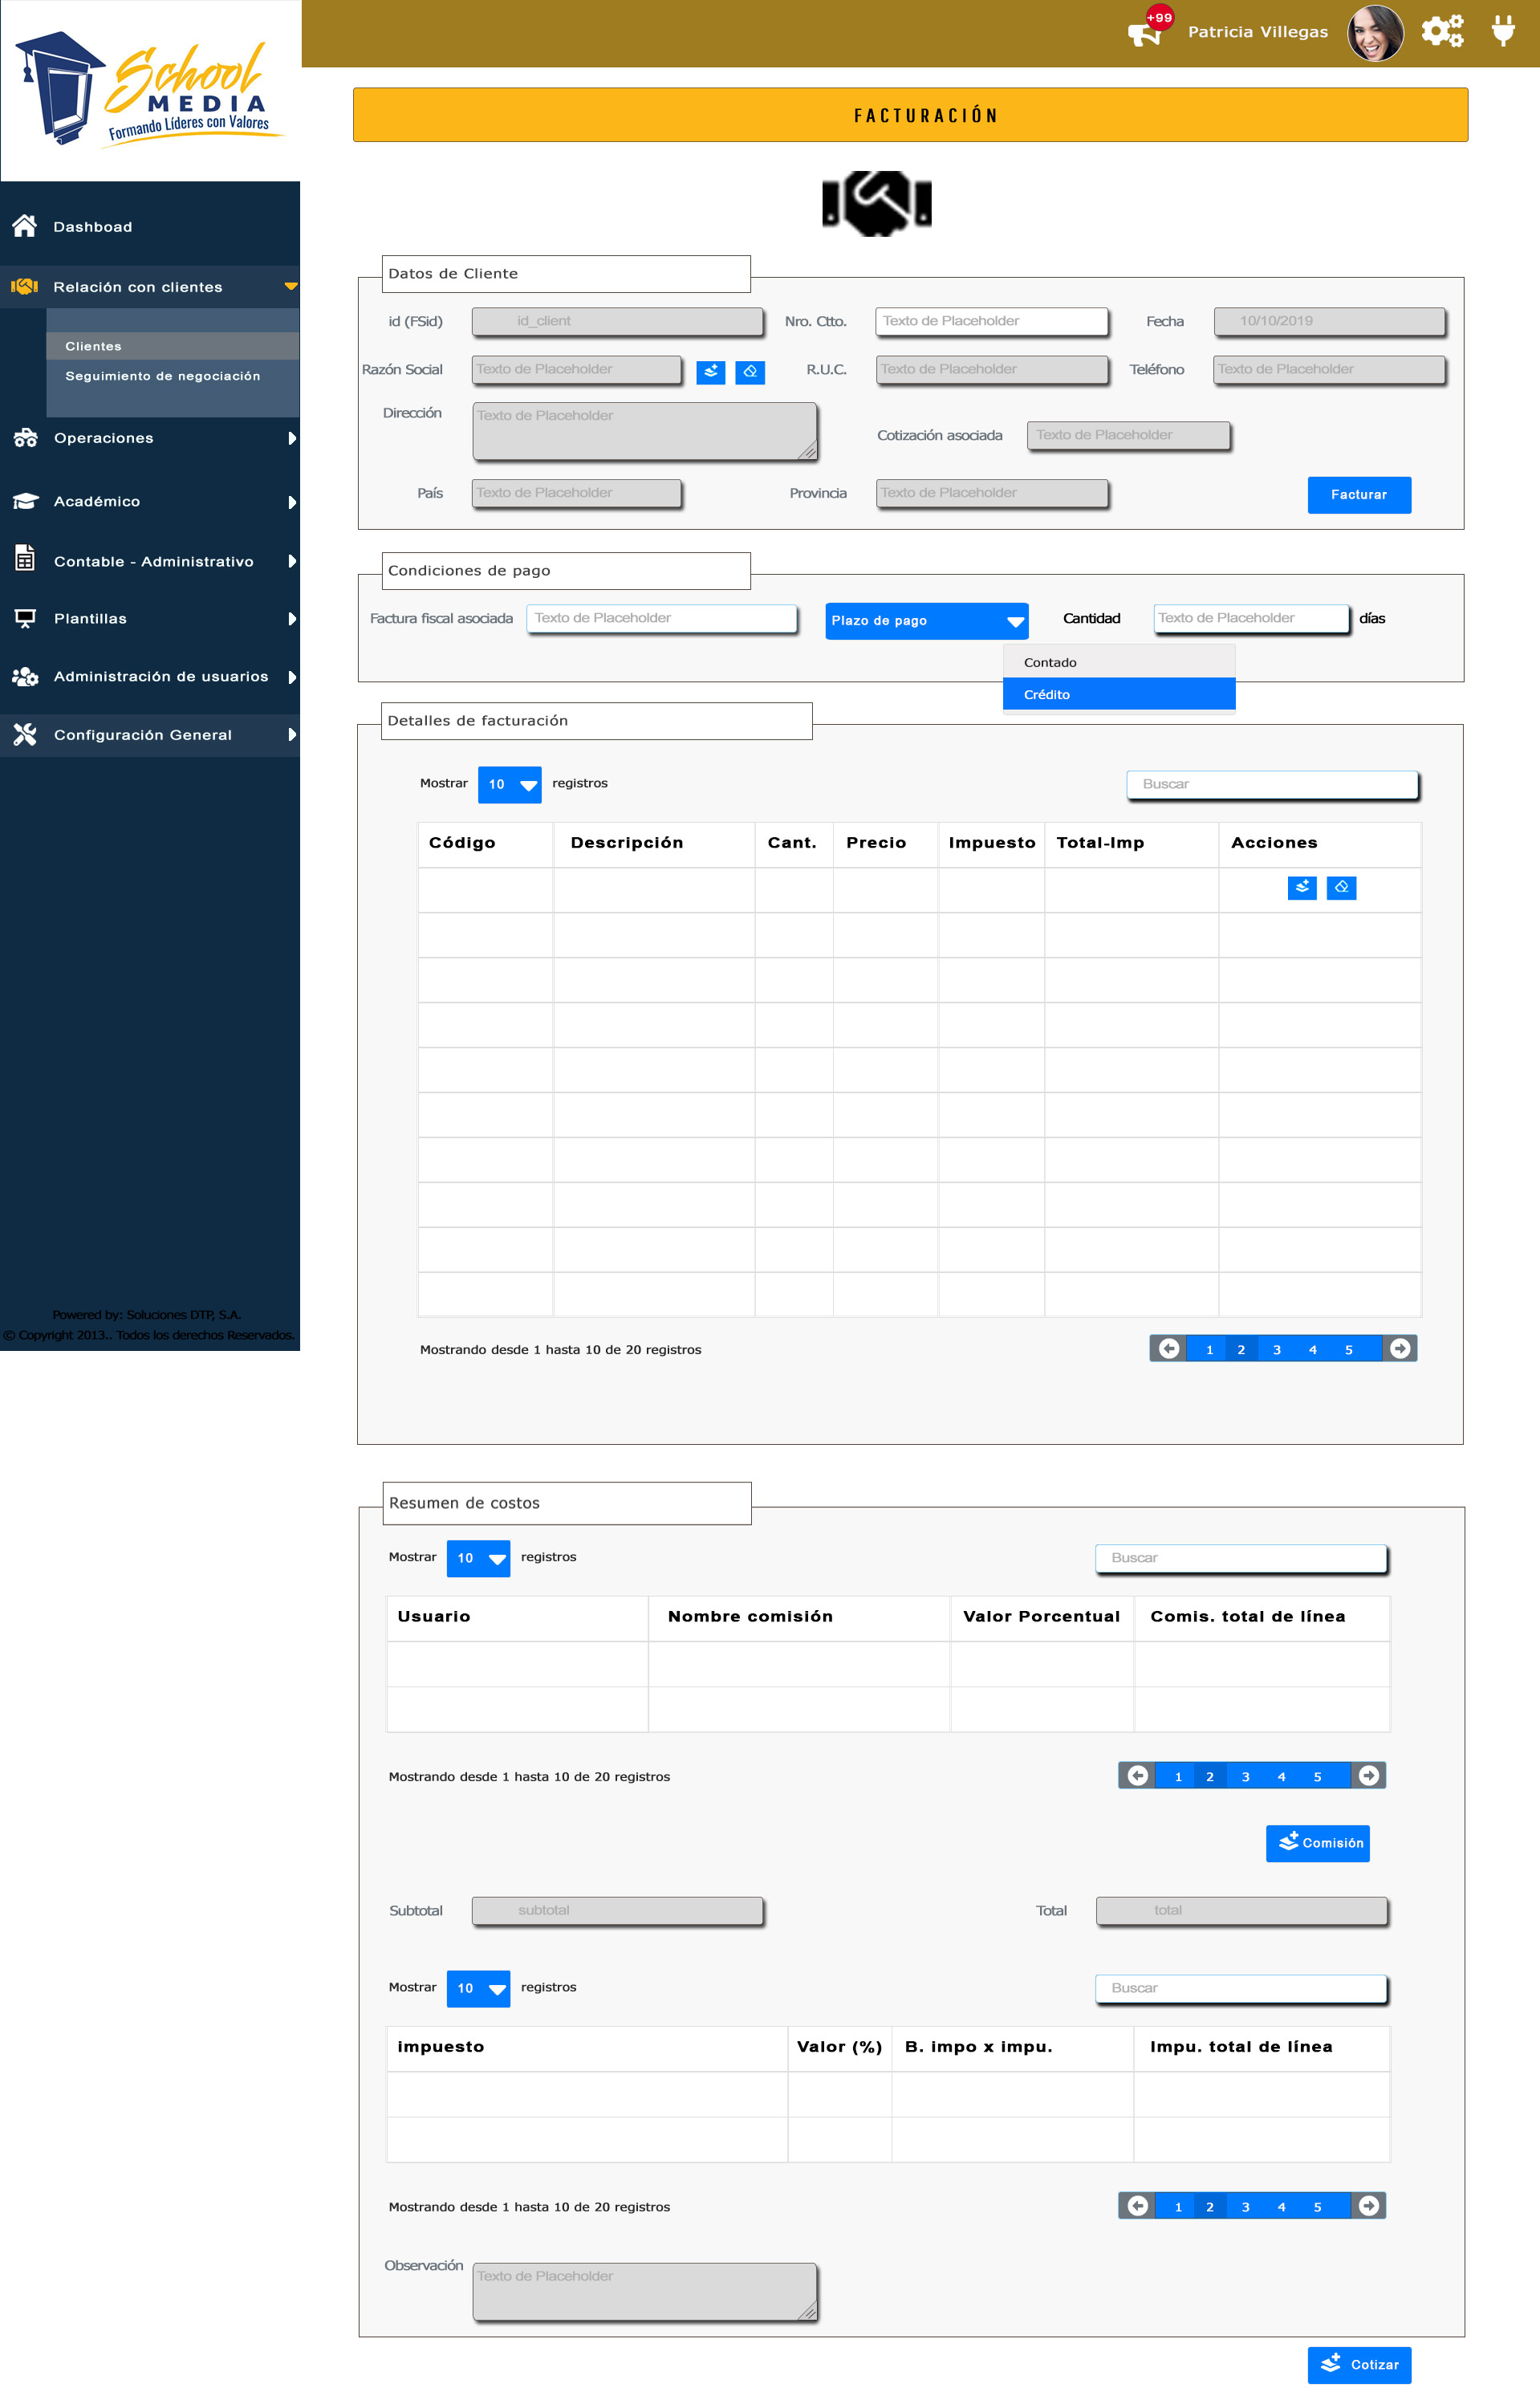 School
MEDIA
Formando Líderes con Valores
+99
Patricia Villegas
FACTURACIÓN
Dashboad
Relación con clientes
Clientes
Seguimiento de negociación
Operaciones
Académico
Contable - Administrativo
Plantillas
Administración de usuarios
Configuración General
Powered by: Soluciones DTP, S.A.
© Copyright 2013.. Todos los derechos Reservados.
Datos de Cliente
id (FSid) id_client Nro. Ctto. Texto de Placeholder Fecha 10/10/2019
Razón Social Texto de Placeholder R.U.C. Texto de Placeholder Teléfono Texto de Placeholder
Dirección Texto de Placeholder
Cotización asociada Texto de Placeholder
País Texto de Placeholder Provincia Texto de Placeholder Facturar
Condiciones de pago
Factura fiscal asociada Texto de Placeholder Plazo de pago Cantidad Texto de Placeholder días
Contado
Crédito
Detalles de facturación
Mostrar 10 registros Buscar
Código Descripción Cant. Precio Impuesto Total-Imp Acciones
Mostrando desde 1 hasta 10 de 20 registros 1 2 3 4 5
Resumen de costos
Mostrar 10 registros Buscar
Usuario Nombre comisión Valor Porcentual Comis. total de línea
Mostrando desde 1 hasta 10 de 20 registros 1 2 3 4 5
Comisión
Subtotal subtotal Total total
Mostrar 10 registros Buscar
impuesto Valor (%) B. impo x impu. Impu. total de línea
Mostrando desde 1 hasta 10 de 20 registros 1 2 3 4 5
Observación Texto de Placeholder
Cotizar